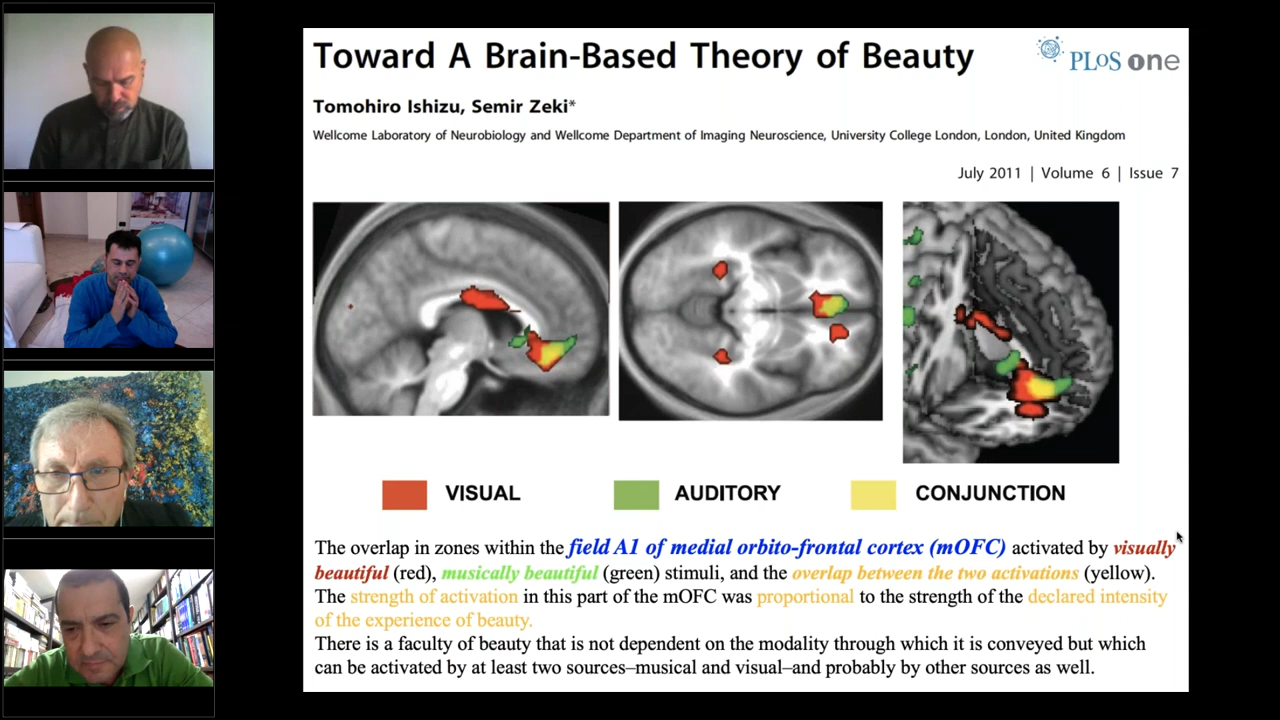 Toward A Brain-Based Theory of Beauty
PLoS one
Tomohiro Ishizu, Semir Zeki*
Wellcome Laboratory of Neurobiology and Wellcome Department of Imaging Neuroscience, University College London, London, United Kingdom
July 2011 | Volume 6 | Issue 7
VISUAL
AUDITORY
CONJUNCTION
The overlap in zones within the field A1 of medial orbito-frontal cortex (mOFC) activated by visually
beautiful (red), musically beautiful (green) stimuli, and the overlap between the two activations (yellow).
The strength of activation in this part of the mOFC was proportional to the strength of the declared intensity
of the experience of beauty.
There is a faculty of beauty that is not dependent on the modality through which it is conveyed but which
can be activated by at least two sources–musical and visual–and probably by other sources as well.